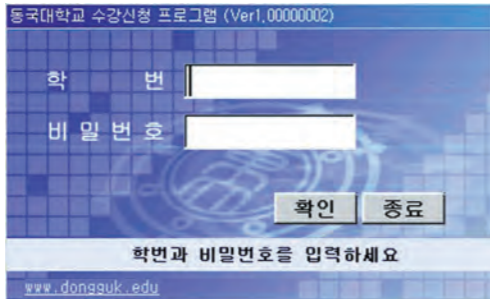 동국대학교 수강신청 프로그램 (Ver1.00000002)
학 번
비 밀 번 호
확인 종료
학번과 비밀번호를 입력하세요
www.dongguk.edu